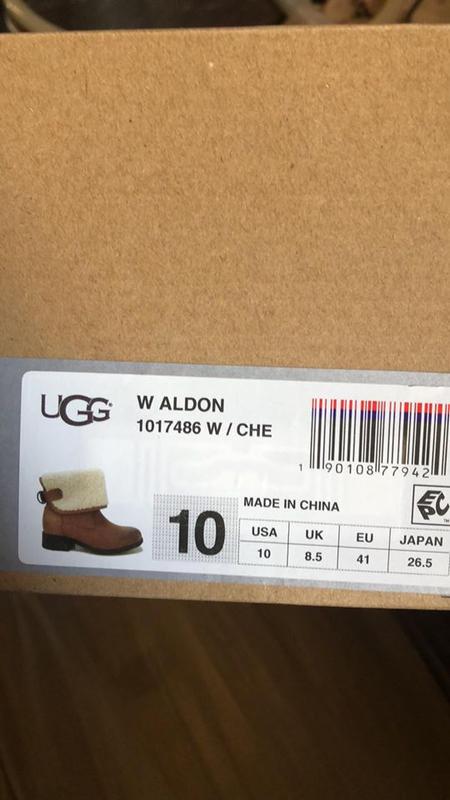 UGG
W ALDON
1017486 W / CHE
1 90108 77942
10
MADE IN CHINA
USA UK EU JAPAN
10 8.5 41 26.5